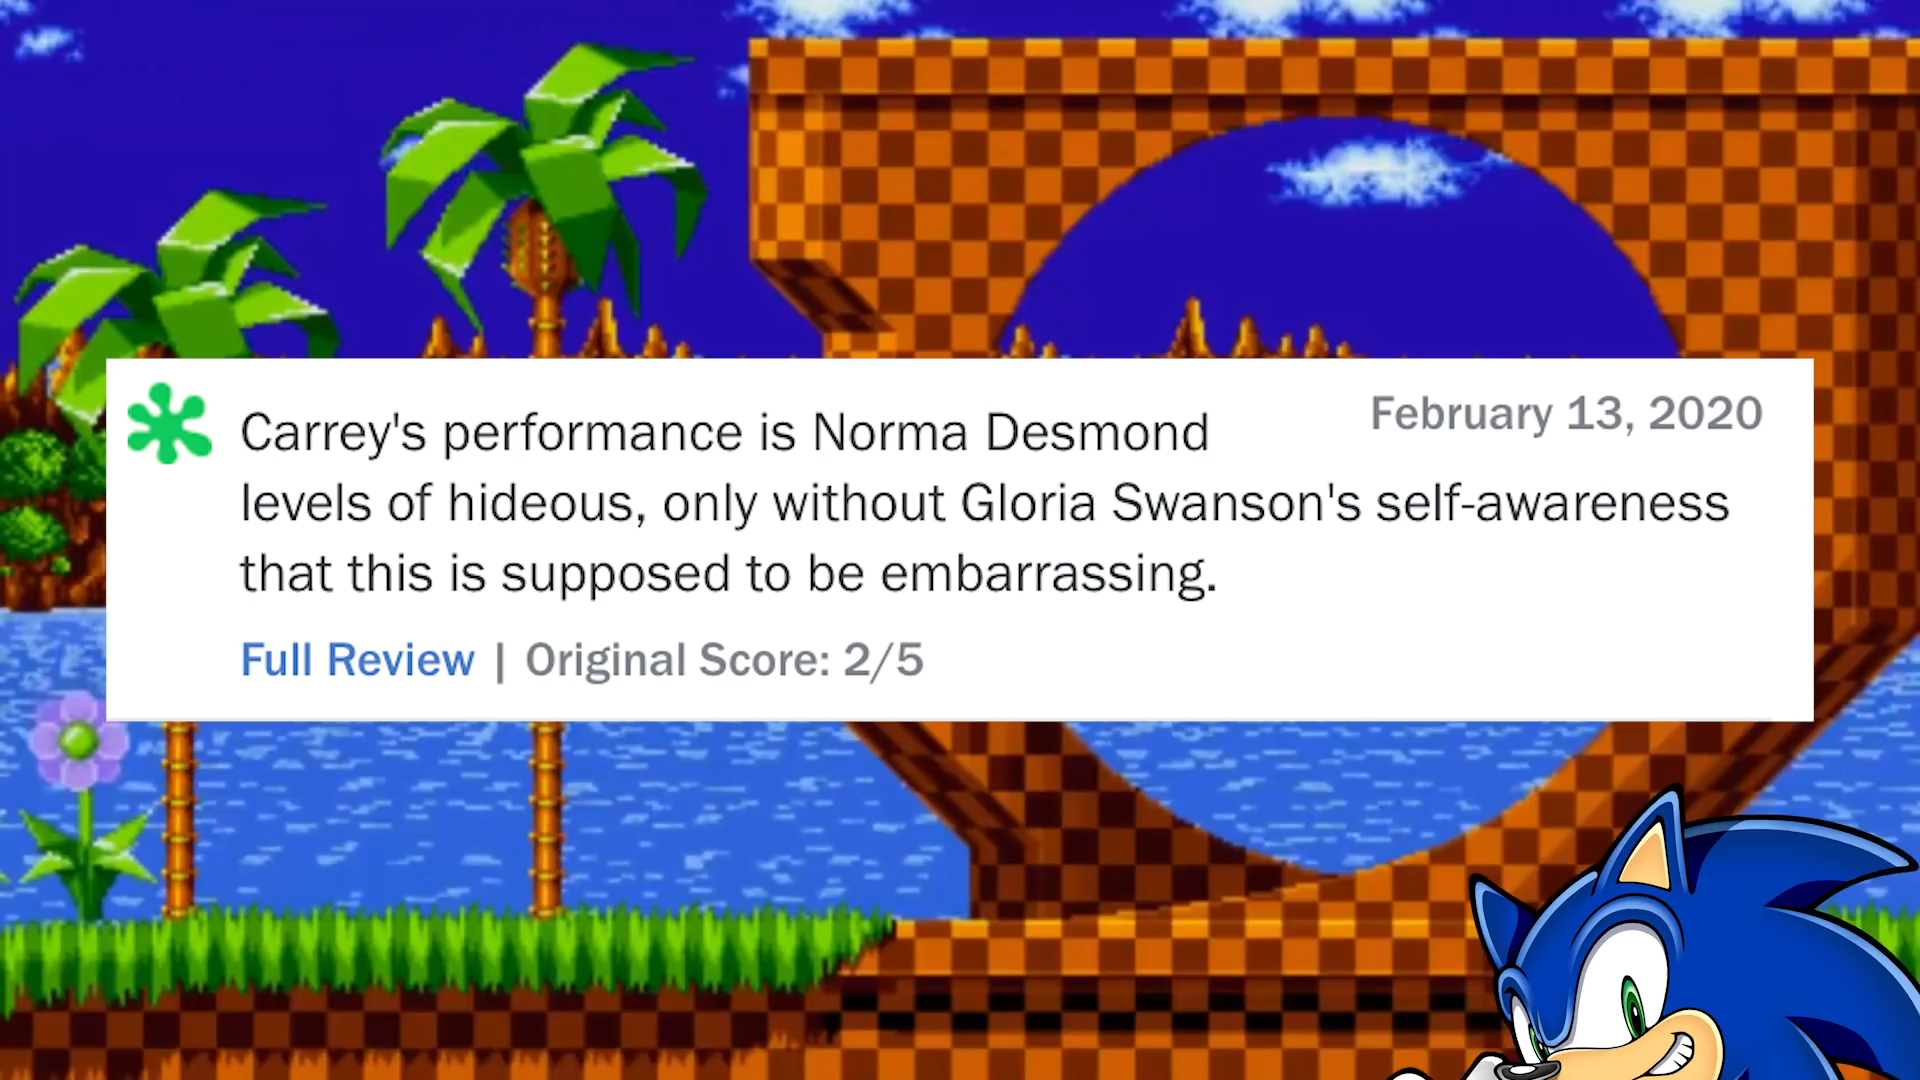 Carrey's performance is Norma Desmond
February 13, 2020
levels of hideous, only without Gloria Swanson's self-awareness
that this is supposed to be embarrassing.
Full Review | Original Score: 2/5